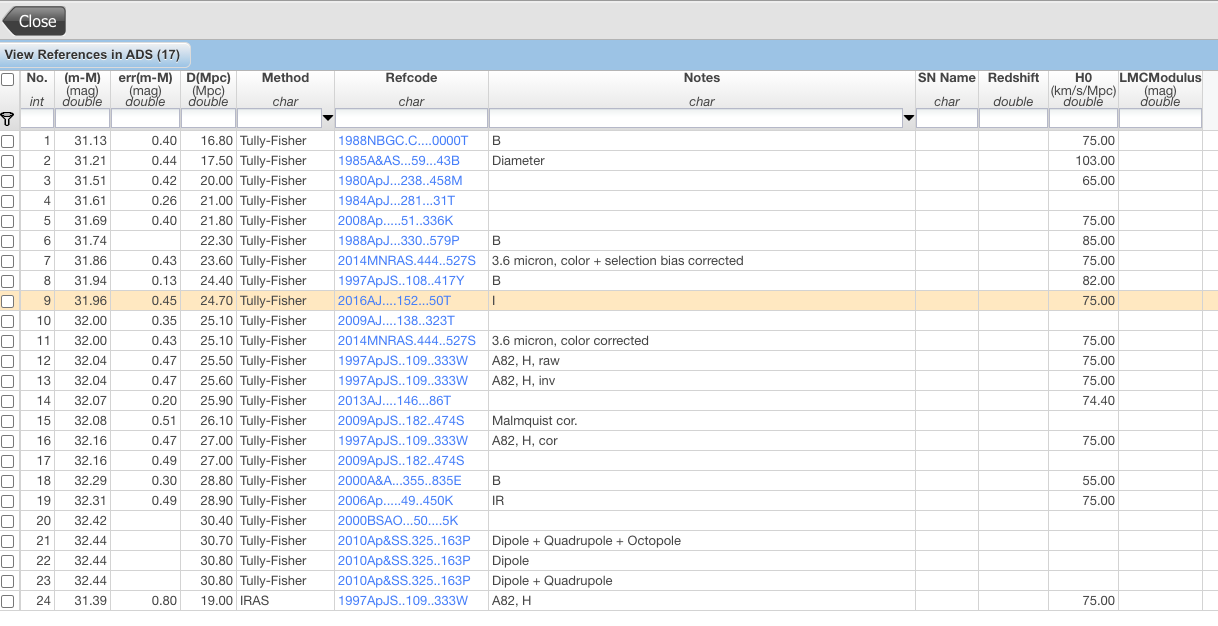 Close
View References in ADS (17)
No. (m-M) err(m-M) D(Mpc) Method Refcode Notes SN Name Redshift H0 LMCModulus
(mag) (mag) (Mpc) (km/s/Mpc) (mag)
int double double double char char char char double double double
1 31.13 0.40 16.80 Tully-Fisher 1988NBGC.C....0000T B 75.00
2 31.21 0.44 17.50 Tully-Fisher 1985A&AS...59...43B Diameter 103.00
3 31.51 0.42 20.00 Tully-Fisher 1980ApJ...238..458M 65.00
4 31.61 0.26 21.00 Tully-Fisher 1984ApJ...281...31T
5 31.69 0.40 21.80 Tully-Fisher 2008Ap.....51..336K 75.00
6 31.74 22.30 Tully-Fisher 1988ApJ...330..579P B 85.00
7 31.86 0.43 23.60 Tully-Fisher 2014MNRAS.444..527S 3.6 micron, color + selection bias corrected 75.00
8 31.94 0.13 24.40 Tully-Fisher 1997ApJS..108..417Y B 82.00
9 31.96 0.45 24.70 Tully-Fisher 2016AJ....152...50T I 75.00
10 32.00 0.35 25.10 Tully-Fisher 2009AJ....138..323T
11 32.00 0.43 25.10 Tully-Fisher 2014MNRAS.444..527S 3.6 micron, color corrected 75.00
12 32.04 0.47 25.50 Tully-Fisher 1997ApJS..109..333W A82, H, raw 75.00
13 32.04 0.47 25.60 Tully-Fisher 1997ApJS..109..333W A82, H, inv 75.00
14 32.07 0.20 25.90 Tully-Fisher 2013AJ....146...86T 74.40
15 32.08 0.51 26.10 Tully-Fisher 2009ApJS..182..474S Malmquist cor.
16 32.16 0.47 27.00 Tully-Fisher 1997ApJS..109..333W A82, H, cor 75.00
17 32.16 0.49 27.00 Tully-Fisher 2009ApJS..182..474S
18 32.29 0.30 28.80 Tully-Fisher 2000A&A...355..835E B 55.00
19 32.31 0.49 28.90 Tully-Fisher 2006Ap.....49..450K IR 75.00
20 32.42 30.40 Tully-Fisher 2000BSAO...50....5K
21 32.44 30.70 Tully-Fisher 2010Ap&SS.325..163P Dipole + Quadrupole + Octopole
22 32.44 30.80 Tully-Fisher 2010Ap&SS.325..163P Dipole
23 32.44 30.80 Tully-Fisher 2010Ap&SS.325..163P Dipole + Quadrupole
24 31.39 0.80 19.00 IRAS 1997ApJS..109..333W A82, H 75.00